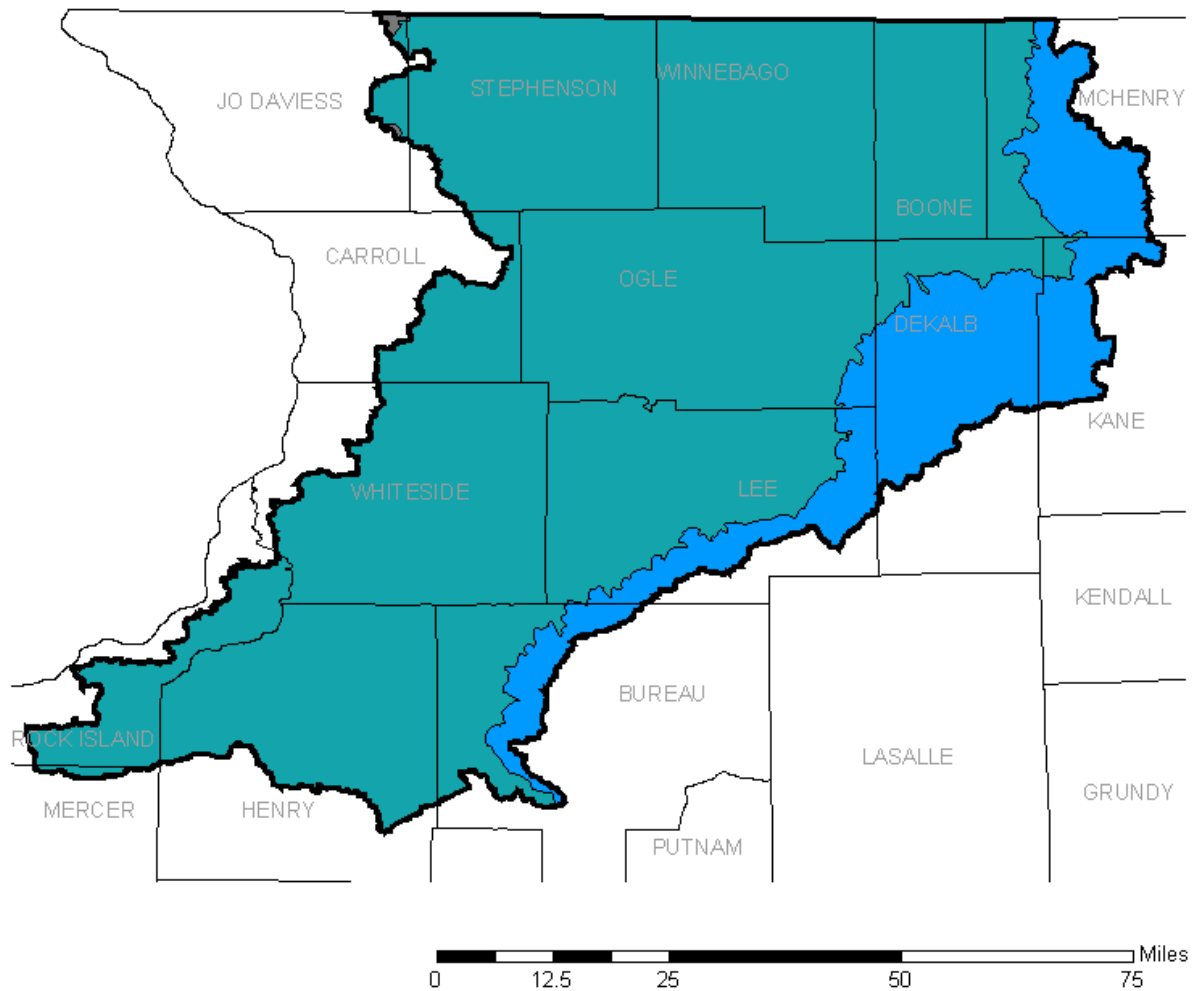 STEPHENSON
WINNEBAGO
JO DAVIESS
MCHENRY
BOONE
CARROLL
OGLE
DEKALB
KANE
WHITESIDE
LEE
KENDALL
BUREAU
ROCK ISLAND
LASALLE
MERCER
HENRY
GRUNDY
PUTNAM
Miles
0 12.5 25 50 75